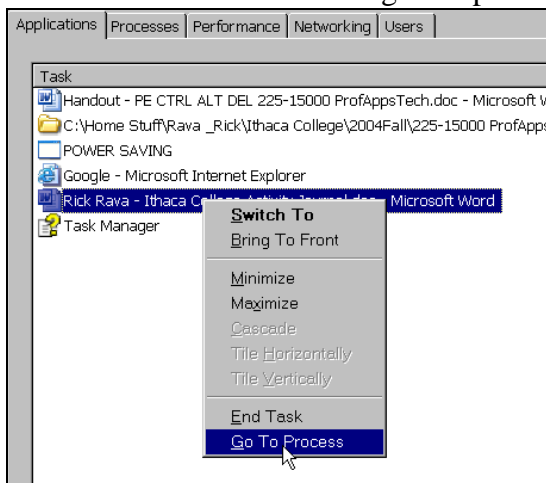 Applications Processes Performance Networking Users
Task
Handout - PE CTRL ALT DEL 225-15000 ProfAppsTech.doc - Microsoft
C:\Home Stuff\Rava _Rick\Ithaca College\2004Fall\225-15000 ProfApps
POWER SAVING
Google - Microsoft Internet Explorer
Rick Rava - Ithaca College Activity Journal.doc - Microsoft Word
Task Manager
Switch To
Bring To Front
Minimize
Maximize
Cascade
Tile Horizontally
Tile Vertically
End Task
Go To Process